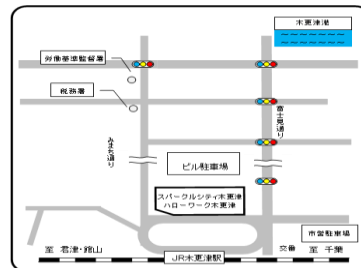 木更津港
労働基準監督署
税務署
富士見通り
みまち通り
ビル駐車場
スパークルシティ木更津
ハローワーク木更津
市営駐車場
至 君津・館山
交番
至 千葉
JR木更津駅